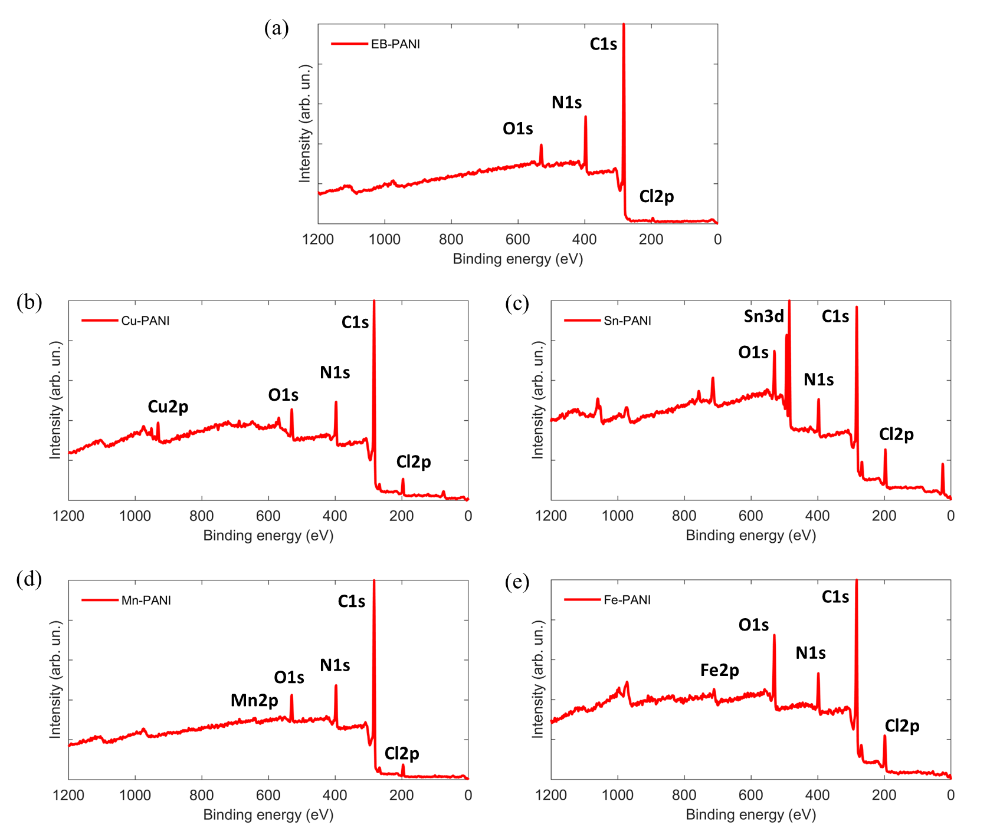 (a)
EB-PANI
C1s
N1s
O1s
Cl2p
Intensity (arb. un.)
1200 1000 800 600 400 200 0
Binding energy (eV)
(b)
Cu-PANI
C1s
N1s
O1s
Cu2p
Cl2p
Intensity (arb. un.)
1200 1000 800 600 400 200 0
Binding energy (eV)
(c)
Sn-PANI
Sn3d
C1s
O1s
N1s
Cl2p
Intensity (arb. un.)
1200 1000 800 600 400 200 0
Binding energy (eV)
(d)
Mn-PANI
C1s
N1s
O1s
Mn2p
Cl2p
Intensity (arb. un.)
1200 1000 800 600 400 200 0
Binding energy (eV)
(e)
Fe-PANI
C1s
O1s
N1s
Fe2p
Cl2p
Intensity (arb. un.)
1200 1000 800 600 400 200 0
Binding energy (eV)